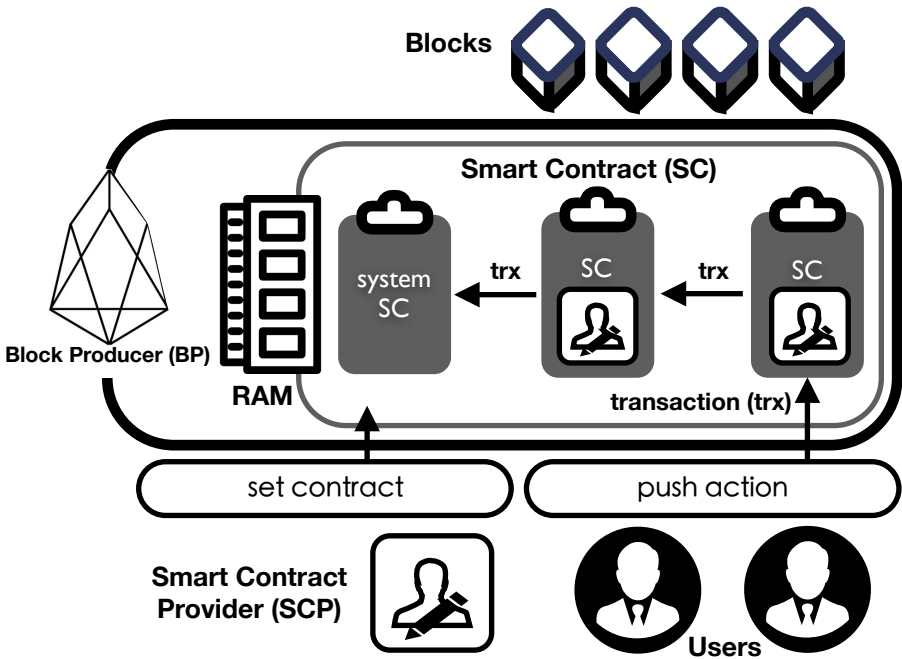 Blocks
Smart Contract (SC)
system
SC
trx
SC
trx
SC
Block Producer (BP)
RAM
transaction (trx)
set contract
push action
Smart Contract
Provider (SCP)
Users